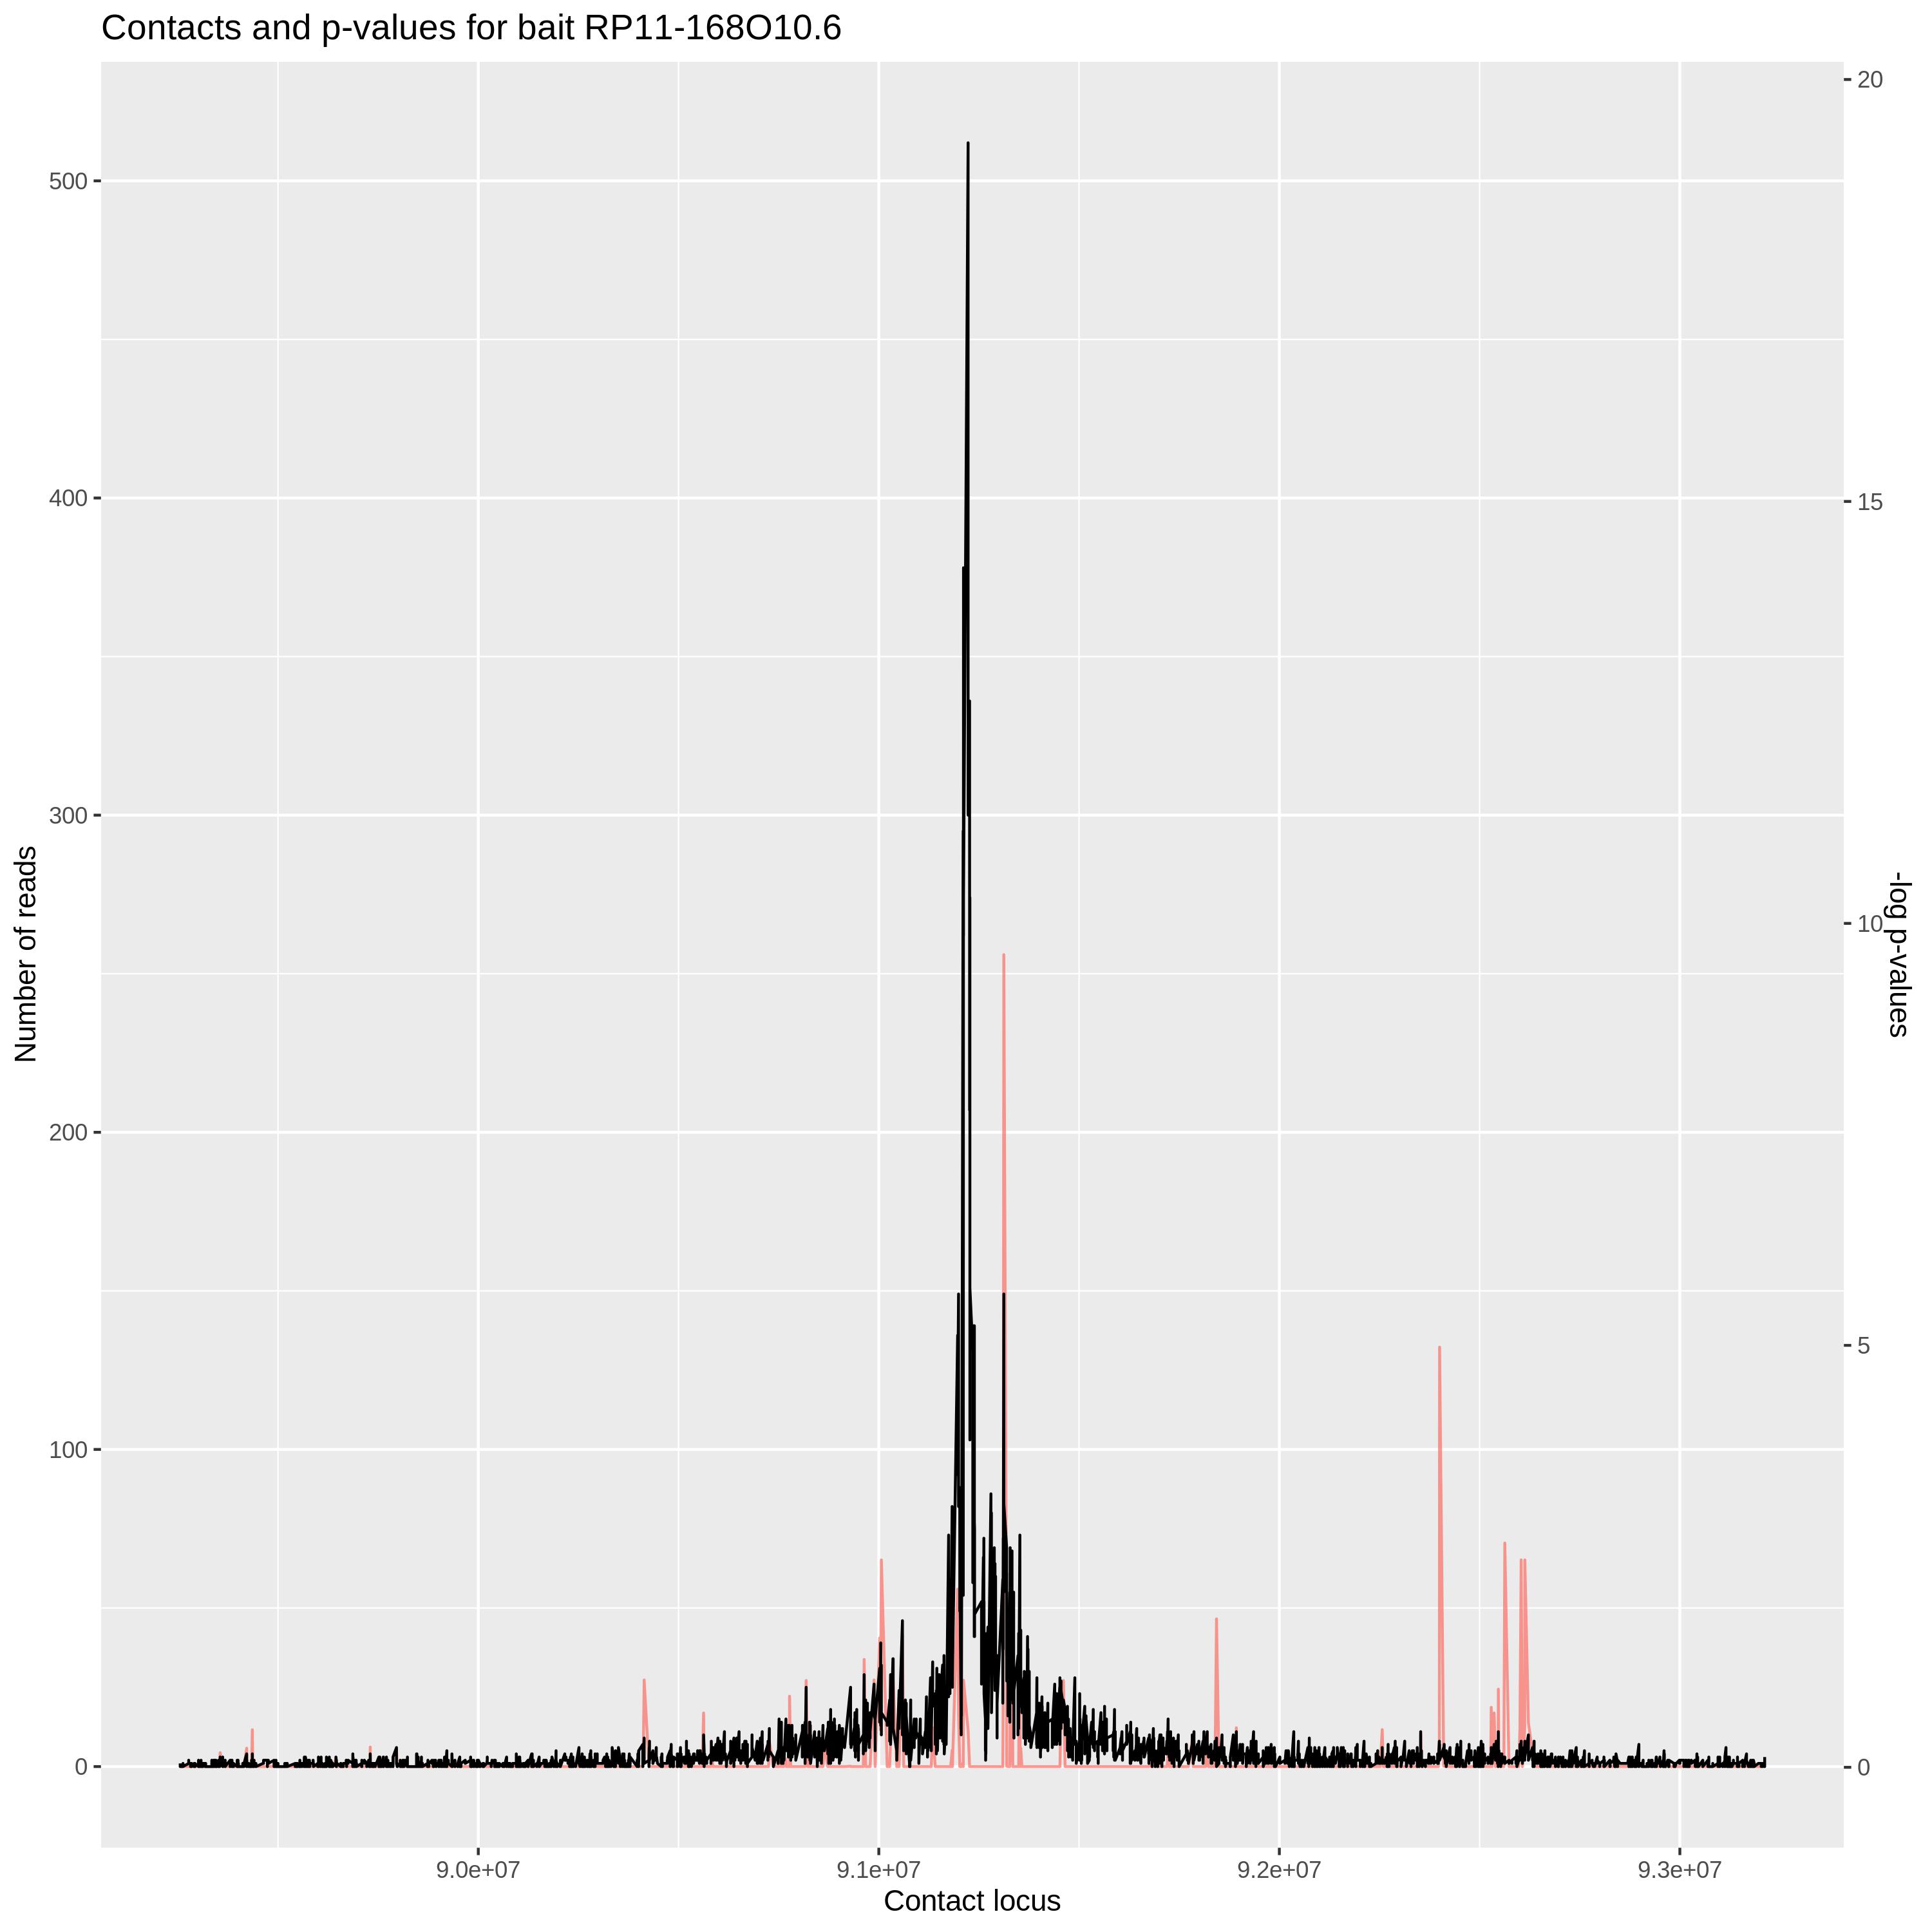 Contacts and p-values for bait RP11-168O10.6
500
400
300
200
100
0
Number of reads
20
15
10
5
0
-log p-values
9.0e+07
9.1e+07
9.2e+07
9.3e+07
Contact locus